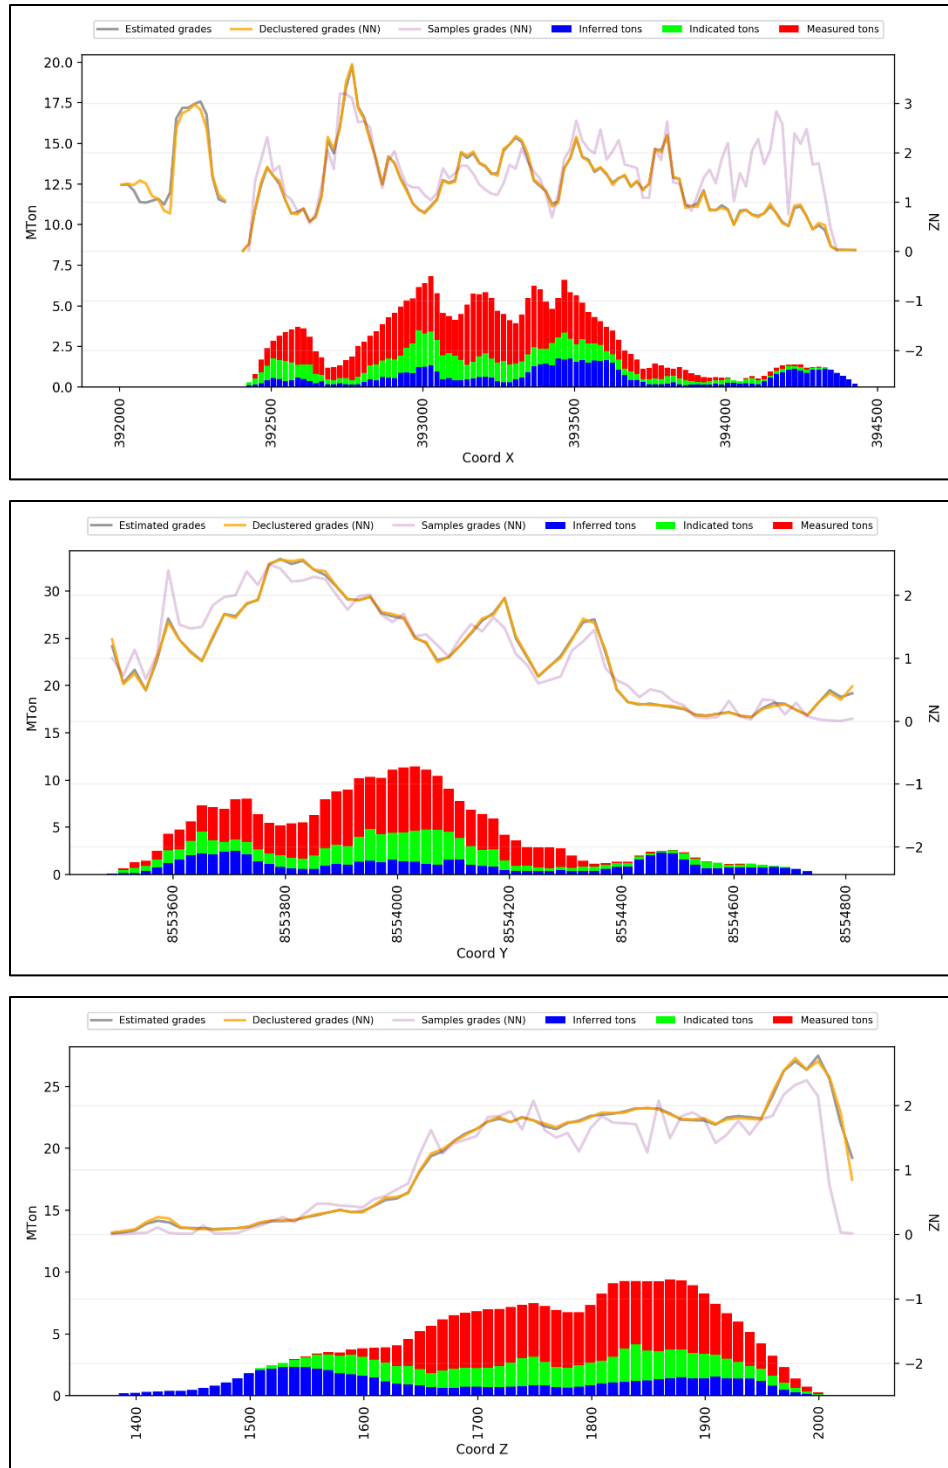 Estimated grades Declustered grades (NN) Samples grades (NN) Inferred tons Indicated tons Measured tons
20.0
17.5
15.0
12.5
10.0
7.5
5.0
2.5
0.0
MTon
3
2
1
0
−1
−2
ZN
392000 392500 393000 393500 394000 394500
Coord X
Estimated grades Declustered grades (NN) Samples grades (NN) Inferred tons Indicated tons Measured tons
30
25
20
15
10
5
0
MTon
2
1
0
−1
−2
ZN
8553600 8553800 8554000 8554200 8554400 8554600 8554800
Coord Y
Estimated grades Declustered grades (NN) Samples grades (NN) Inferred tons Indicated tons Measured tons
25
20
15
10
5
0
MTon
2
1
0
−1
−2
ZN
1400 1500 1600 1700 1800 1900 2000
Coord Z